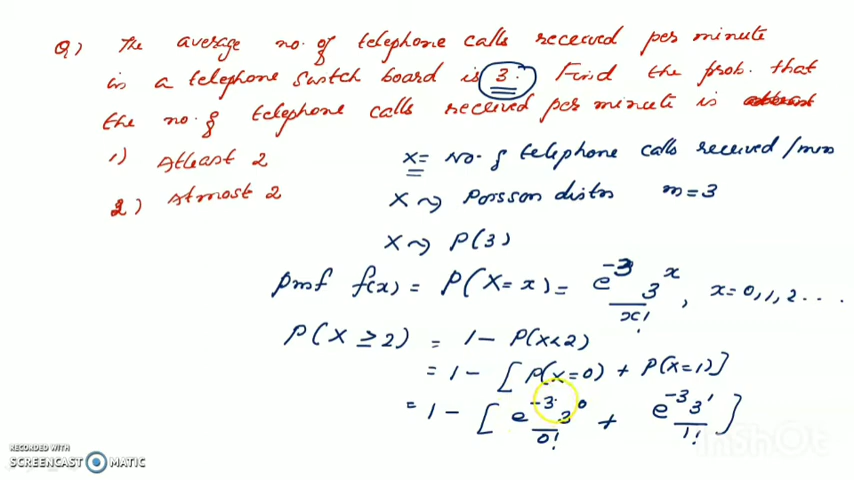 Q) The average no. of telephone calls received per minute
in a telephone switch board is 3. Find the prob. that
the no. of telephone calls received per minute is
1) Atleast 2
2) Atmost 2
X = No. of telephone calls received /min
X ~ Poisson distn m = 3
X ~ P(3)
pmf f(x) = P(X = x) = e^{-3} 3^x / x!, x = 0, 1, 2 ....
P(X ≥ 2) = 1 - P(X < 2)
= 1 - [P(X = 0) + P(X = 1)]
= 1 - [e^{-3} 3^0 / 0! + e^{-3} 3^1 / 1!]
RECORDED WITH
SCREENCAST MATIC
InShot